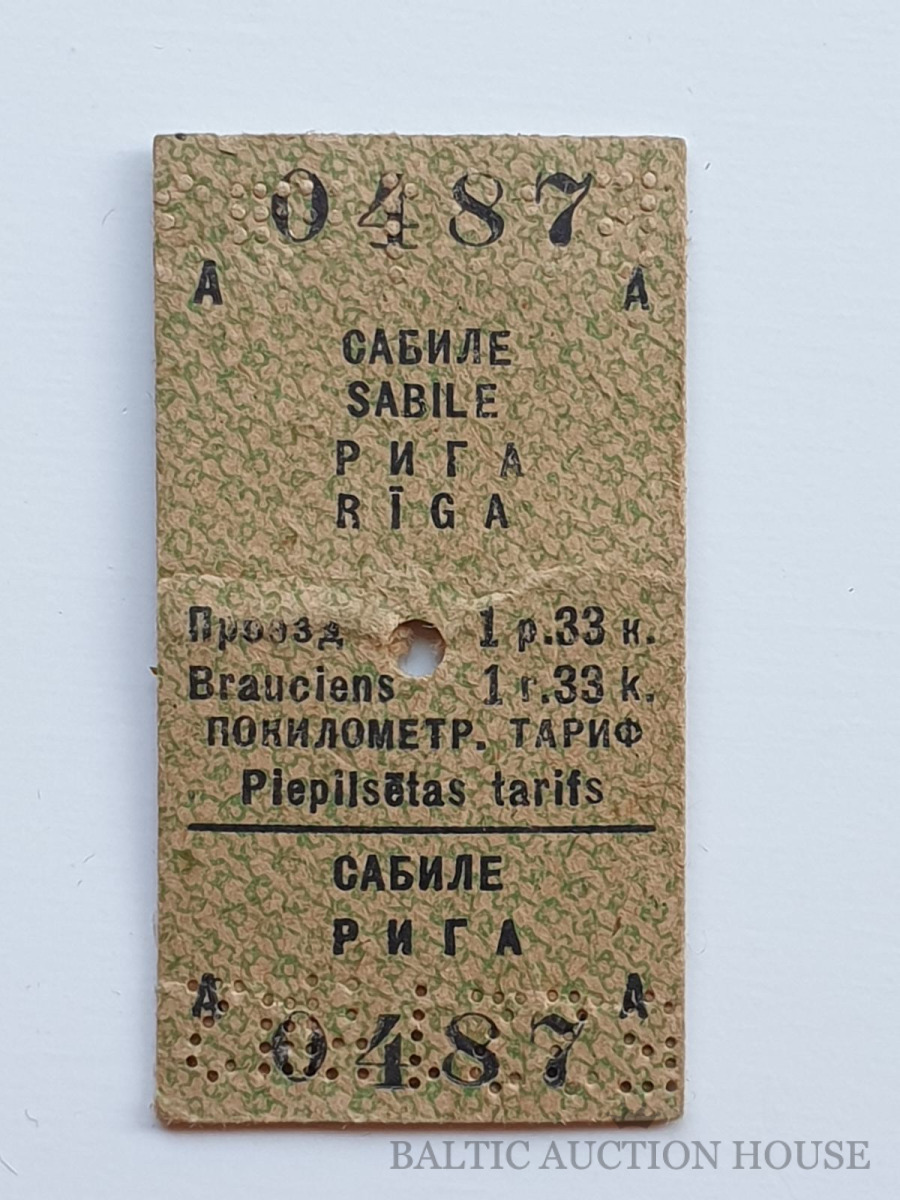 0487
А А
САБИЛЕ
SABILE
РИГА
RĪGA
Проезд 1 р.33 к.
Brauciens 1 r.33 k.
ПОКИЛОМЕТР. ТАРИФ
Piepilsētas tarifs
САБИЛЕ
РИГА
А А
0487
BALTIC AUCTION HOUSE